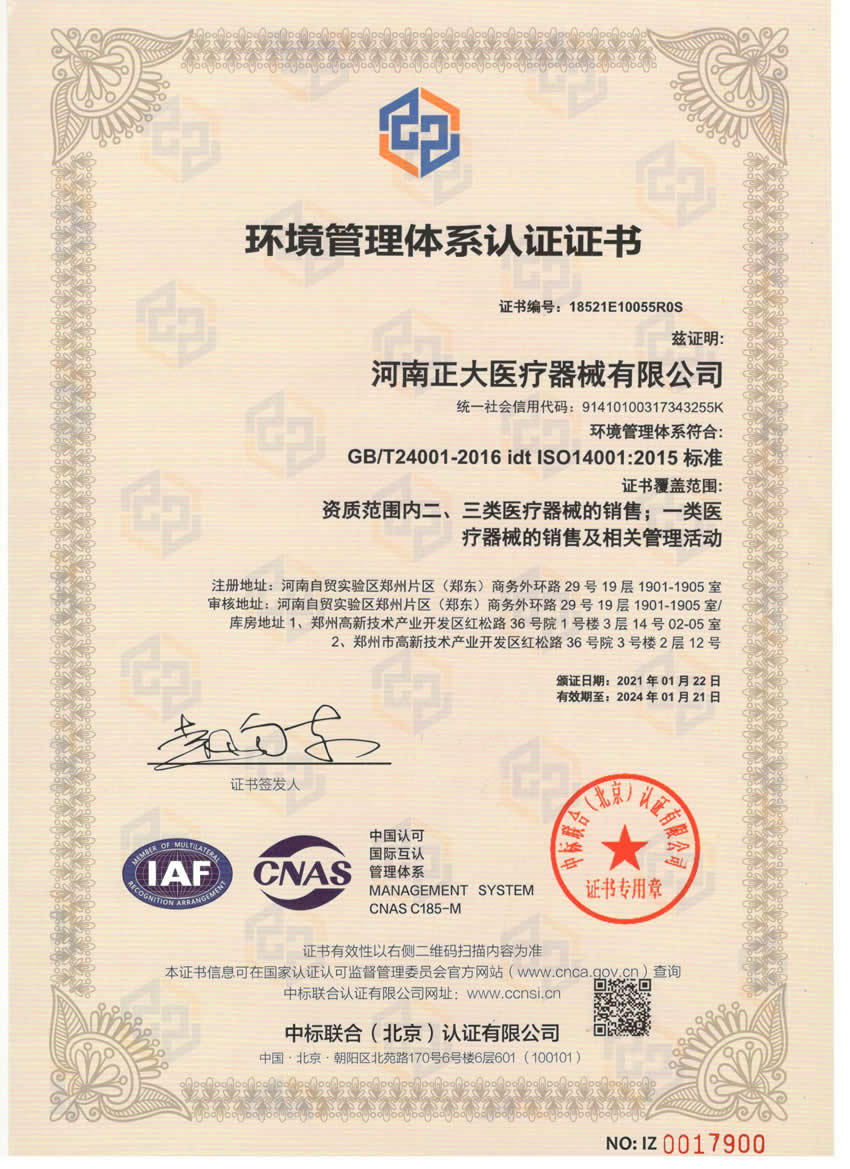 环境管理体系认证证书
证书编号：18521E10055R0S
兹证明:
河南正大医疗器械有限公司
统一社会信用代码：91410100317343255K
环境管理体系符合:
GB/T24001-2016 idt ISO14001:2015 标准
证书覆盖范围:
资质范围内二、三类医疗器械的销售；一类医
疗器械的销售及相关管理活动
注册地址：河南自贸实验区郑州片区（郑东）商务外环路 29 号 19 层 1901-1905 室
审核地址：河南自贸实验区郑州片区（郑东）商务外环路 29 号 19 层 1901-1905 室/
库房地址 1、郑州高新技术产业开发区红松路 36 号院 1 号楼 3 层 14 号 02-05 室
2、郑州市高新技术产业开发区红松路 36 号院 3 号楼 2 层 12 号
颁证日期：2021 年 01 月 22 日
有效期至：2024 年 01 月 21 日
证书签发人
MEMBER OF MULTILATERAL
IAF
RECOGNITION ARRANGEMENT
CNAS
中国认可
国际互认
管理体系
MANAGEMENT SYSTEM
CNAS C185-M
中标联合（北京）认证有限公司
证书专用章
证书有效性以右侧二维码扫描内容为准
本证书信息可在国家认证认可监督管理委员会官方网站（www.cnca.gov.cn）查询
中标联合认证有限公司网址：www.ccnsi.cn
中标联合（北京）认证有限公司
中国·北京·朝阳区北苑路170号6号楼6层601（100101）
NO: IZ 0017900